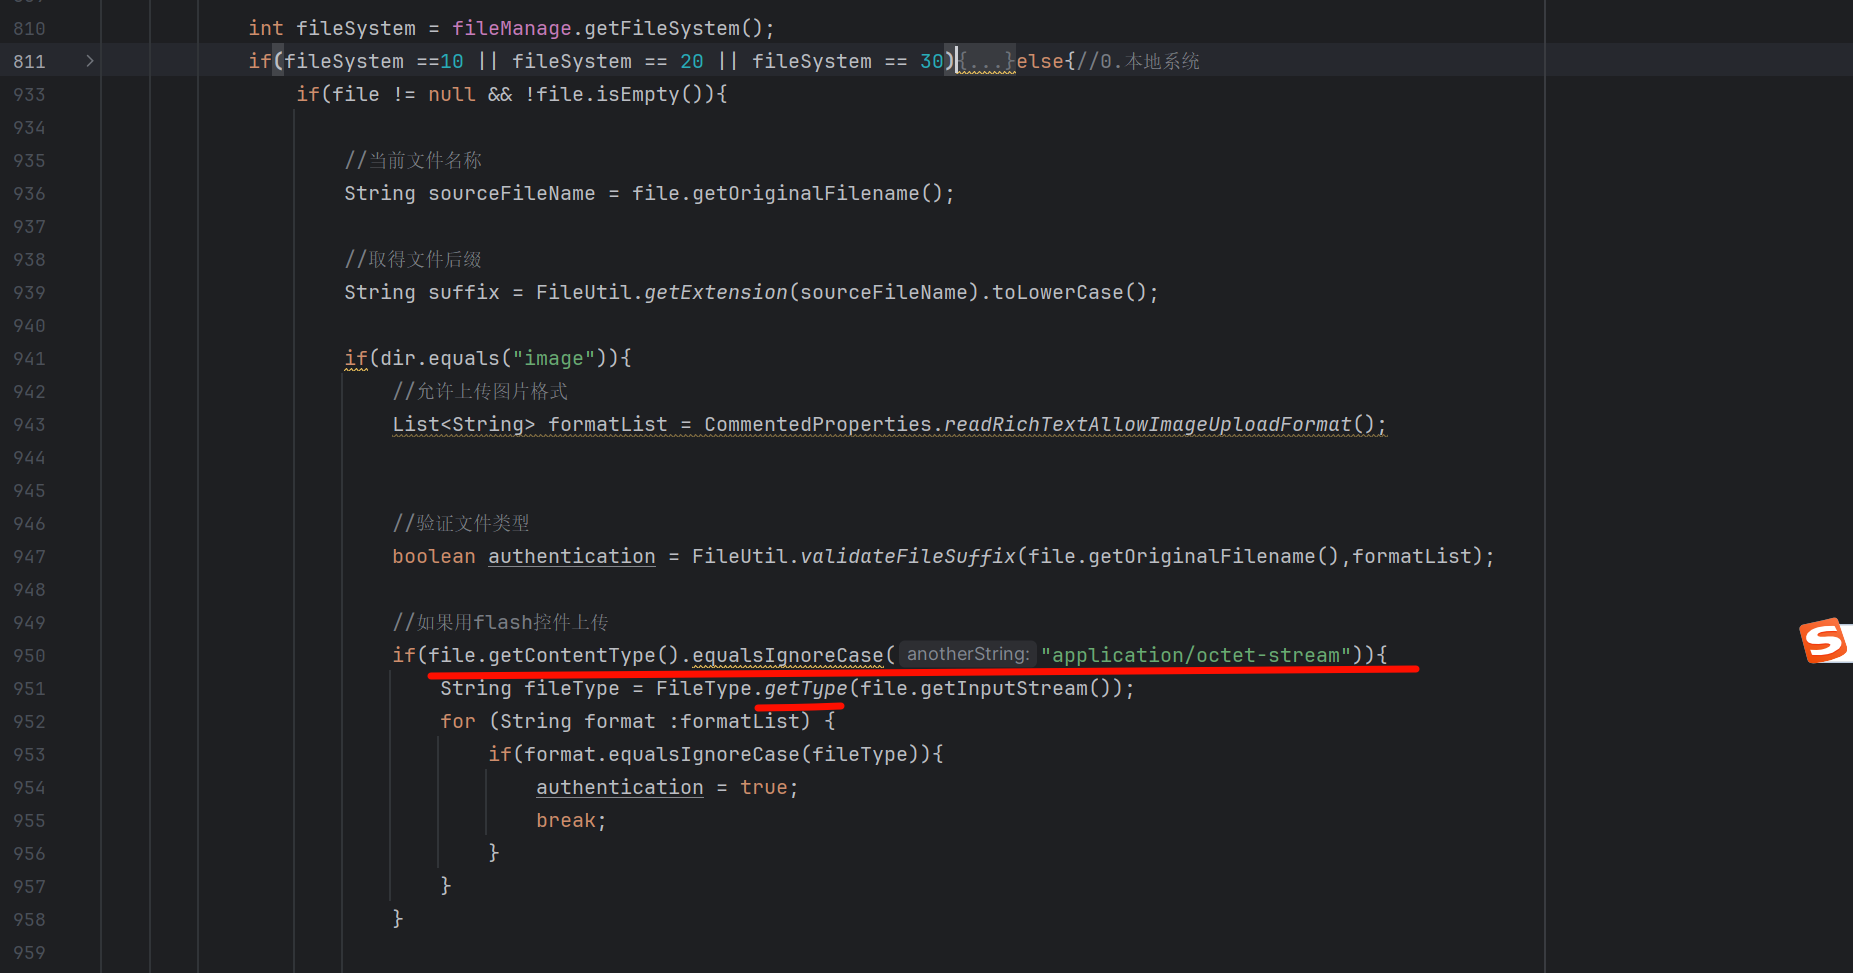 810 int fileSystem = fileManage.getFileSystem();
811 if(fileSystem ==10 || fileSystem == 20 || fileSystem == 30){...}else{//0.本地系统
933 if(file != null && !file.isEmpty()){
934
935 //当前文件名称
936 String sourceFileName = file.getOriginalFilename();
937
938 //取得文件后缀
939 String suffix = FileUtil.getExtension(sourceFileName).toLowerCase();
940
941 if(dir.equals("image")){
942 //允许上传图片格式
943 List<String> formatList = CommentedProperties.readRichTextAllowImageUploadFormat();
944
945
946 //验证文件类型
947 boolean authentication = FileUtil.validateFileSuffix(file.getOriginalFilename(),formatList);
948
949 //如果用flash控件上传
950 if(file.getContentType().equalsIgnoreCase( anotherString: "application/octet-stream")){
951 String fileType = FileType.getType(file.getInputStream());
952 for (String format :formatList) {
953 if(format.equalsIgnoreCase(fileType)){
954 authentication = true;
955 break;
956 }
957 }
958 }
959